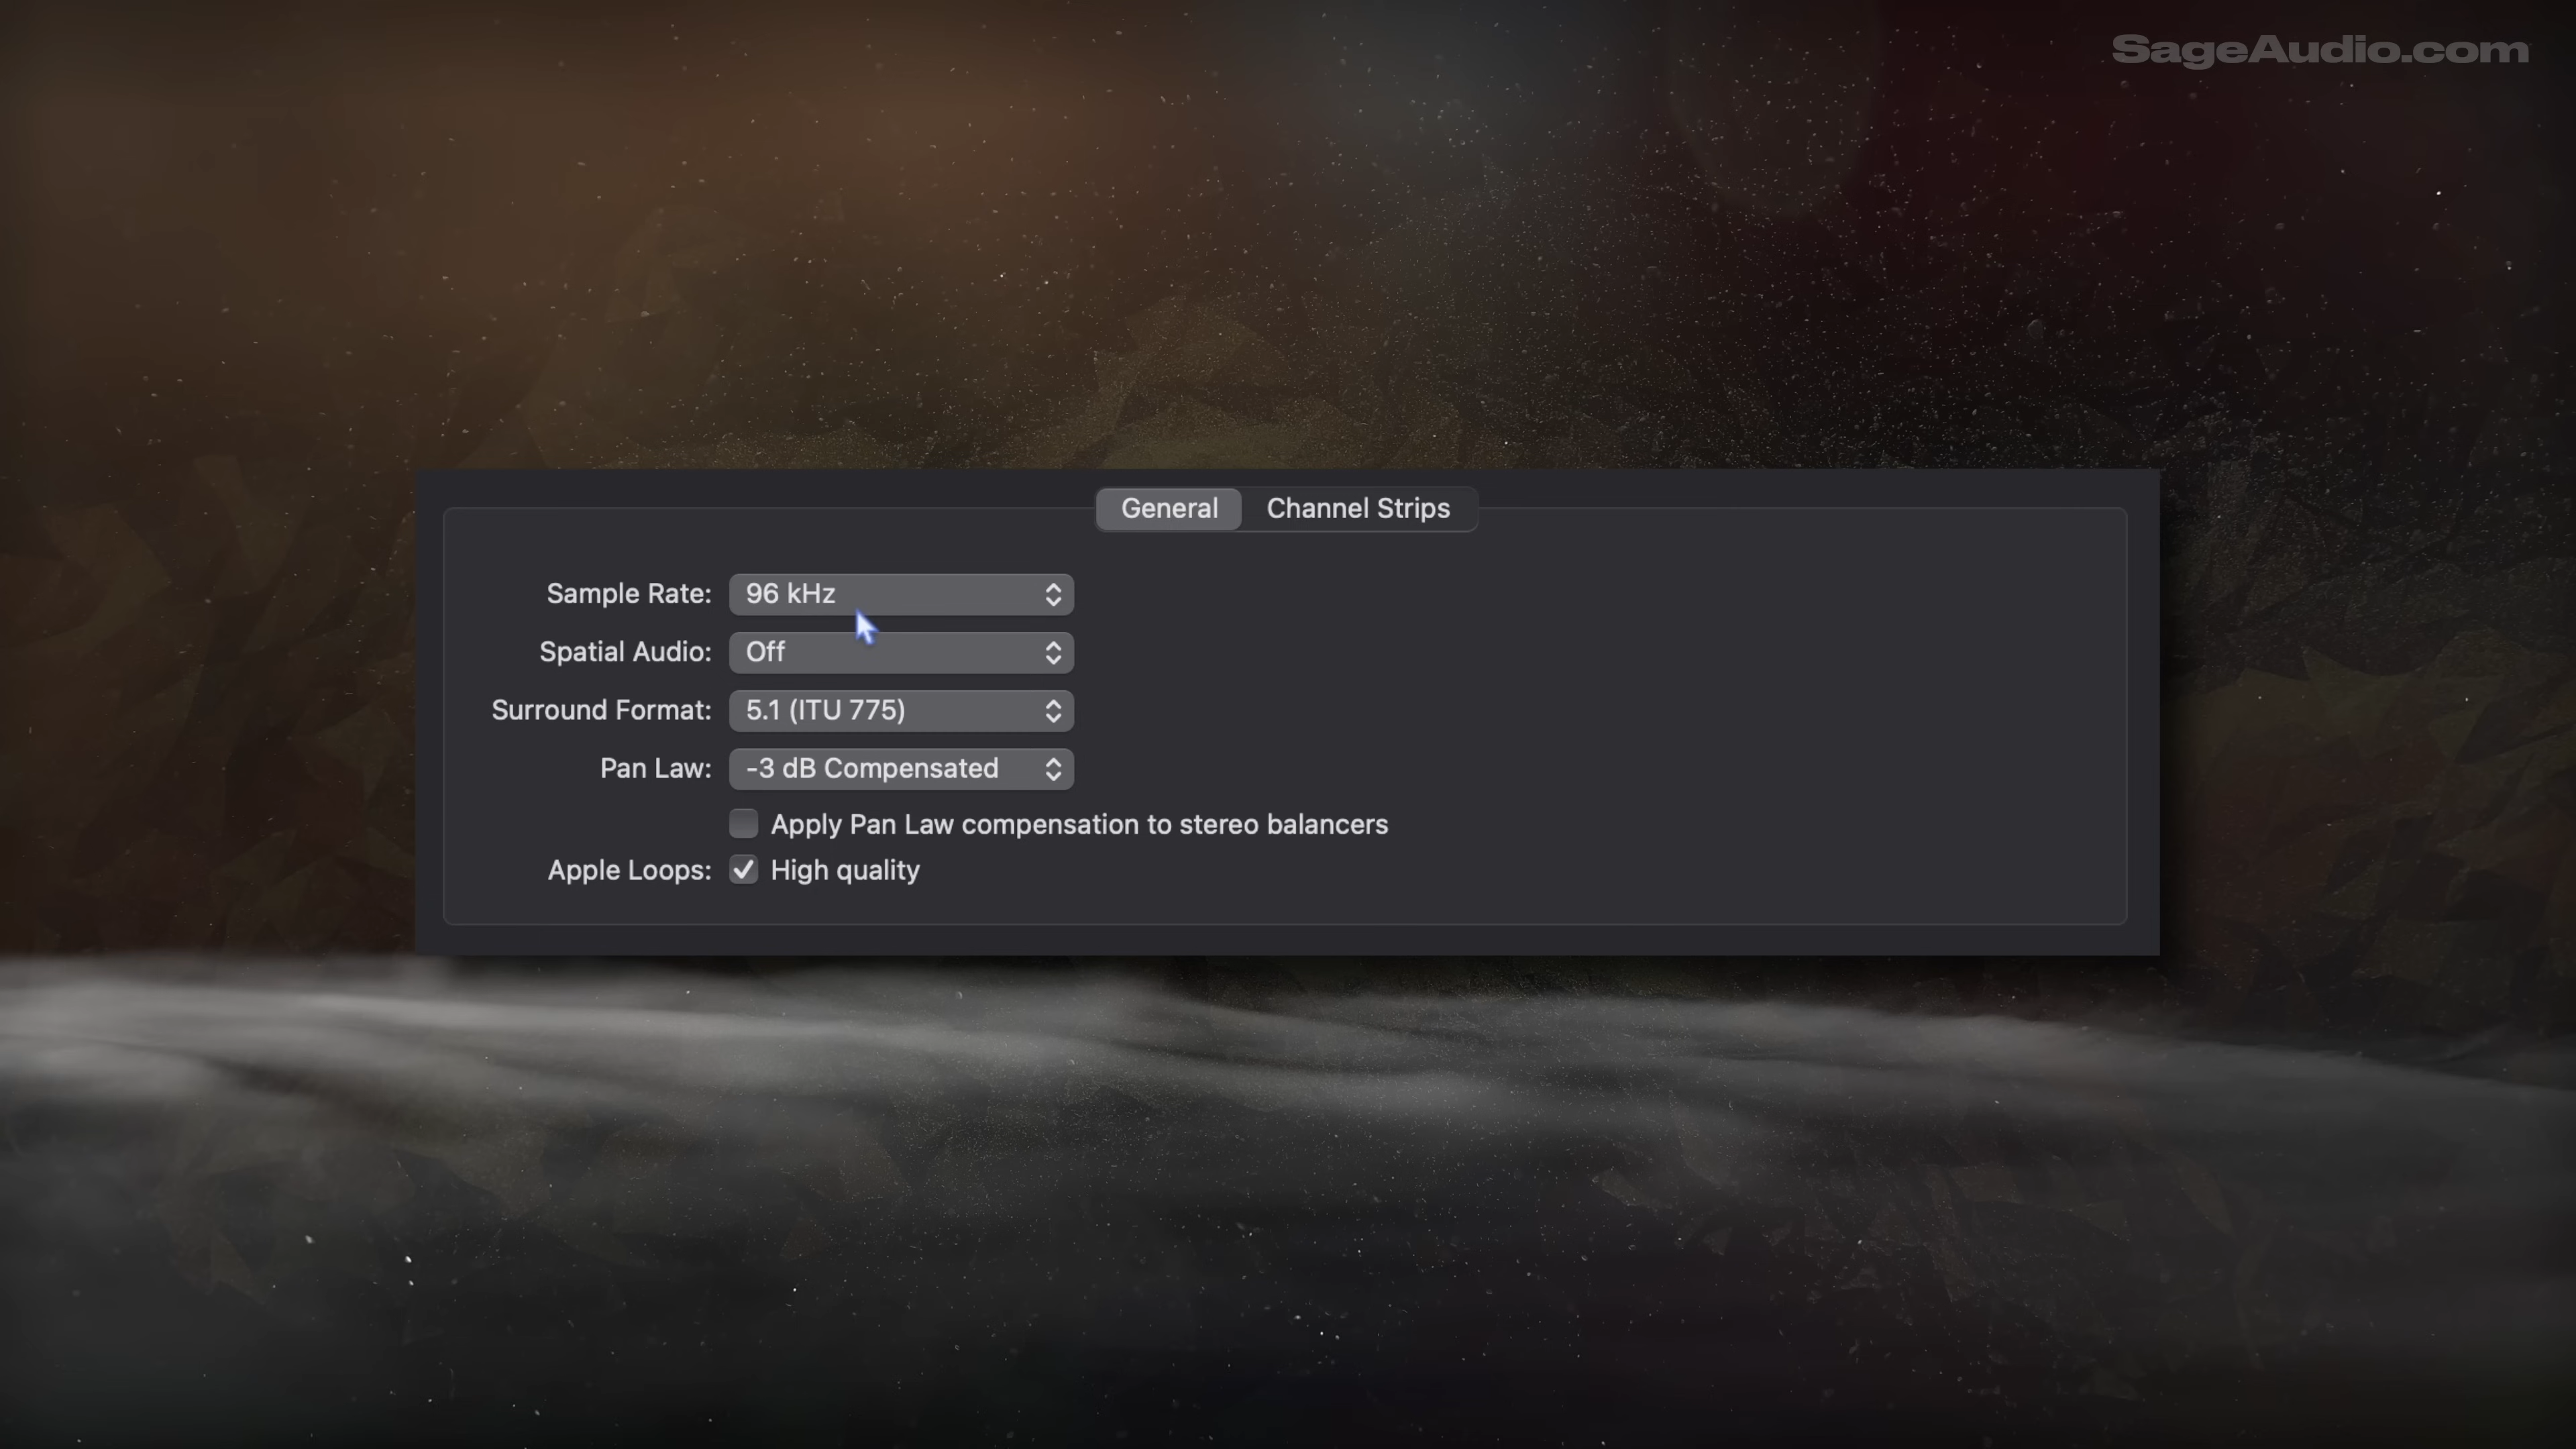 SageAudio.com
General Channel Strips
Sample Rate: 96 kHz
Spatial Audio: Off
Surround Format: 5.1 (ITU 775)
Pan Law: -3 dB Compensated
Apply Pan Law compensation to stereo balancers
Apple Loops: High quality